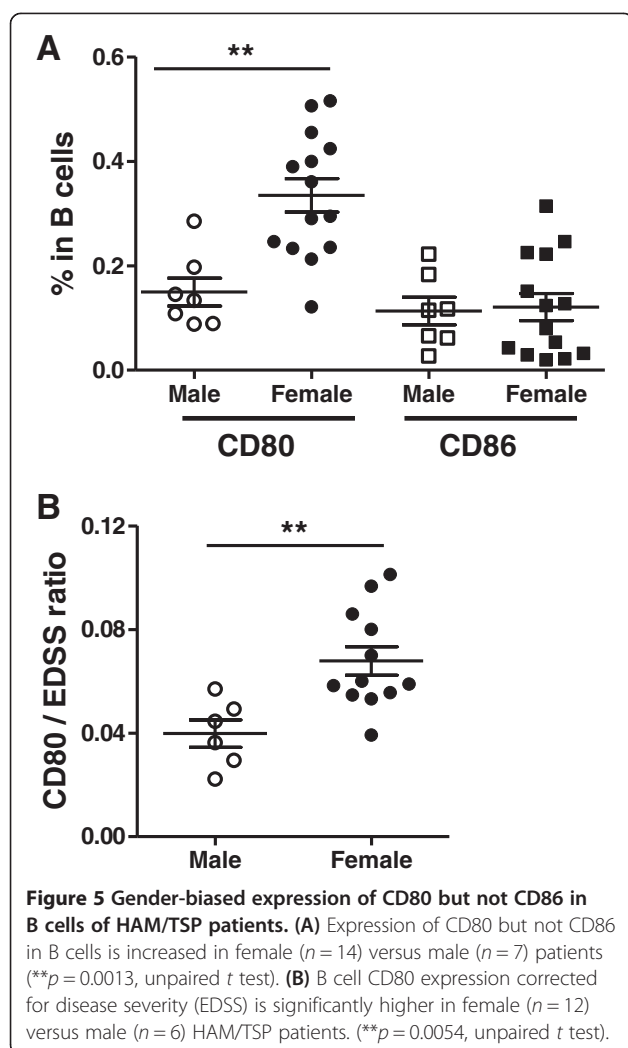 A
**
0.6
0.4
0.2
0.0
% in B cells
Male Female Male Female
CD80 CD86
B
**
0.12
0.08
0.04
0.00
CD80 / EDSS ratio
Male Female
Figure 5 Gender-biased expression of CD80 but not CD86 in
B cells of HAM/TSP patients. (A) Expression of CD80 but not CD86
in B cells is increased in female (n = 14) versus male (n = 7) patients
(**p = 0.0013, unpaired t test). (B) B cell CD80 expression corrected
for disease severity (EDSS) is significantly higher in female (n = 12)
versus male (n = 6) HAM/TSP patients. (**p = 0.0054, unpaired t test).